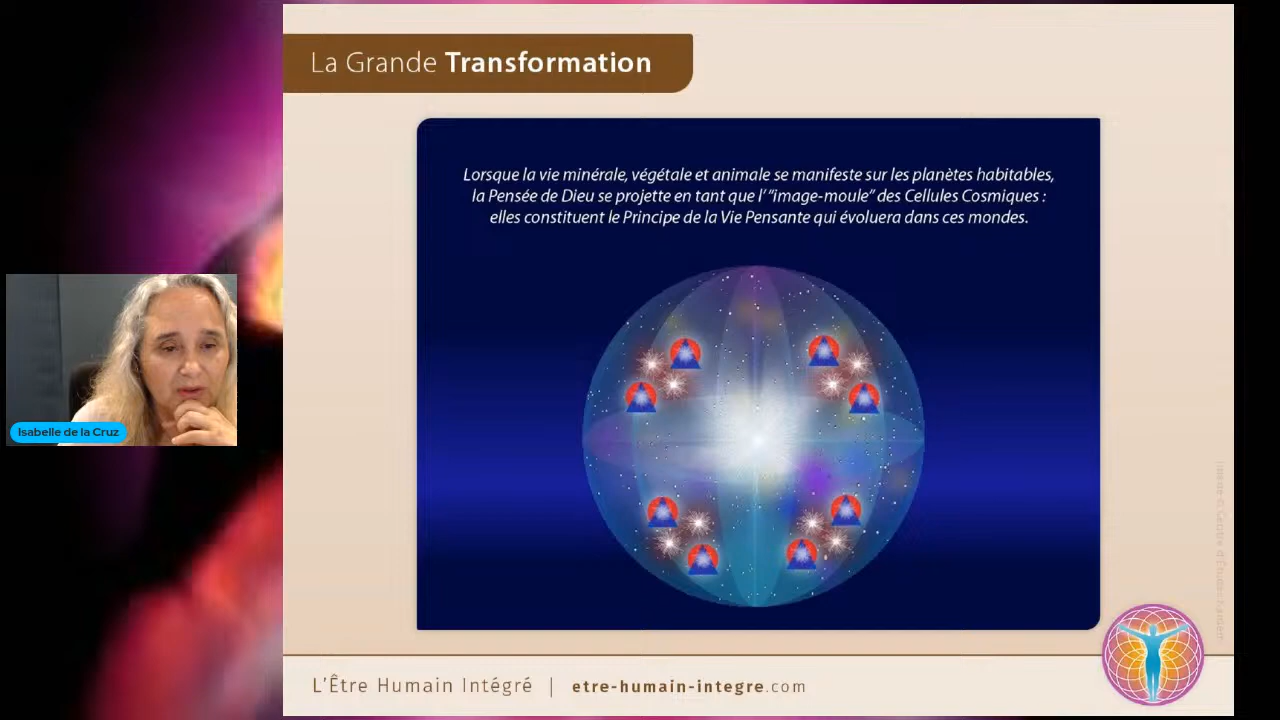 La Grande Transformation
Lorsque la vie minérale, végétale et animale se manifeste sur les planètes habitables,
la Pensée de Dieu se projette en tant que l’“image-moule” des Cellules Cosmiques :
elles constituent le Principe de la Vie Pensante qui évoluera dans ces mondes.
Isabelle de la Cruz
L’Être Humain Intégré | etre-humain-integre.com